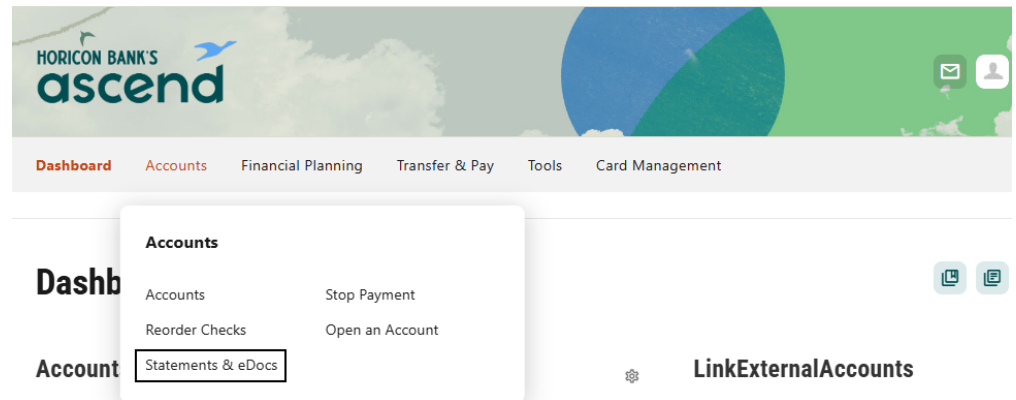 HORICON BANK'S
ascend
Dashboard Accounts Financial Planning Transfer & Pay Tools Card Management
Accounts
Dashb
Accounts Stop Payment
Reorder Checks Open an Account
Statements & eDocs
Account LinkExternalAccounts